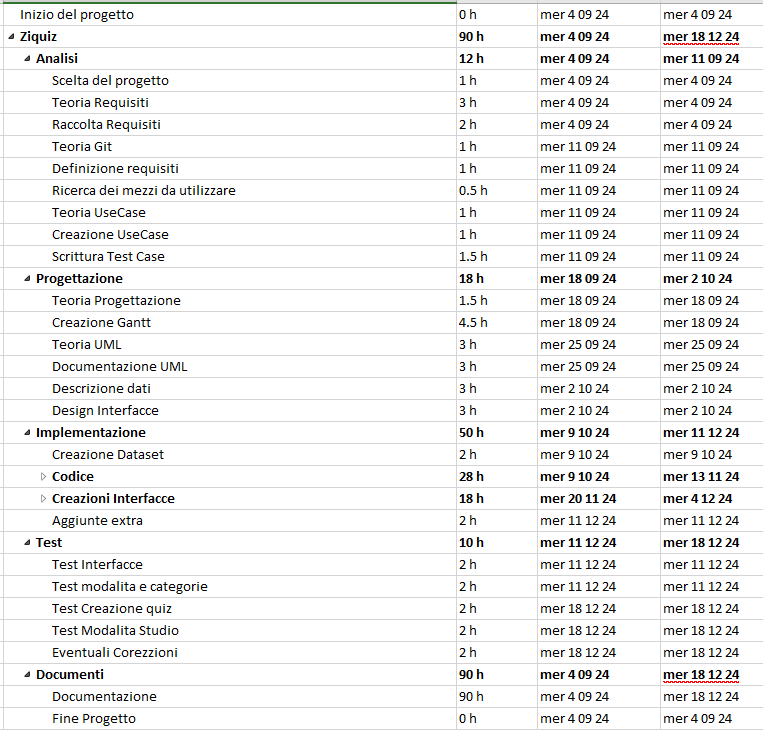 Inizio del progetto 0 h mer 4 09 24 mer 4 09 24
Ziquiz 90 h mer 4 09 24 mer 18 12 24
Analisi 12 h mer 4 09 24 mer 11 09 24
Scelta del progetto 1 h mer 4 09 24 mer 4 09 24
Teoria Requisiti 3 h mer 4 09 24 mer 4 09 24
Raccolta Requisiti 2 h mer 4 09 24 mer 4 09 24
Teoria Git 1 h mer 11 09 24 mer 11 09 24
Definizione requisiti 1 h mer 11 09 24 mer 11 09 24
Ricerca dei mezzi da utilizzare 0.5 h mer 11 09 24 mer 11 09 24
Teoria UseCase 1 h mer 11 09 24 mer 11 09 24
Creazione UseCase 1 h mer 11 09 24 mer 11 09 24
Scrittura Test Case 1.5 h mer 11 09 24 mer 11 09 24
Progettazione 18 h mer 18 09 24 mer 2 10 24
Teoria Progettazione 1.5 h mer 18 09 24 mer 18 09 24
Creazione Gantt 4.5 h mer 18 09 24 mer 18 09 24
Teoria UML 3 h mer 25 09 24 mer 25 09 24
Documentazione UML 3 h mer 25 09 24 mer 25 09 24
Descrizione dati 3 h mer 2 10 24 mer 2 10 24
Design Interfacce 3 h mer 2 10 24 mer 2 10 24
Implementazione 50 h mer 9 10 24 mer 11 12 24
Creazione Dataset 2 h mer 9 10 24 mer 9 10 24
Codice 28 h mer 9 10 24 mer 13 11 24
Creazioni Interfacce 18 h mer 20 11 24 mer 4 12 24
Aggiunte extra 2 h mer 11 12 24 mer 11 12 24
Test 10 h mer 11 12 24 mer 18 12 24
Test Interfacce 2 h mer 11 12 24 mer 11 12 24
Test modalita e categorie 2 h mer 11 12 24 mer 11 12 24
Test Creazione quiz 2 h mer 18 12 24 mer 18 12 24
Test Modalita Studio 2 h mer 18 12 24 mer 18 12 24
Eventuali Corezzioni 2 h mer 18 12 24 mer 18 12 24
Documenti 90 h mer 4 09 24 mer 18 12 24
Documentazione 90 h mer 4 09 24 mer 18 12 24
Fine Progetto 0 h mer 4 09 24 mer 4 09 24